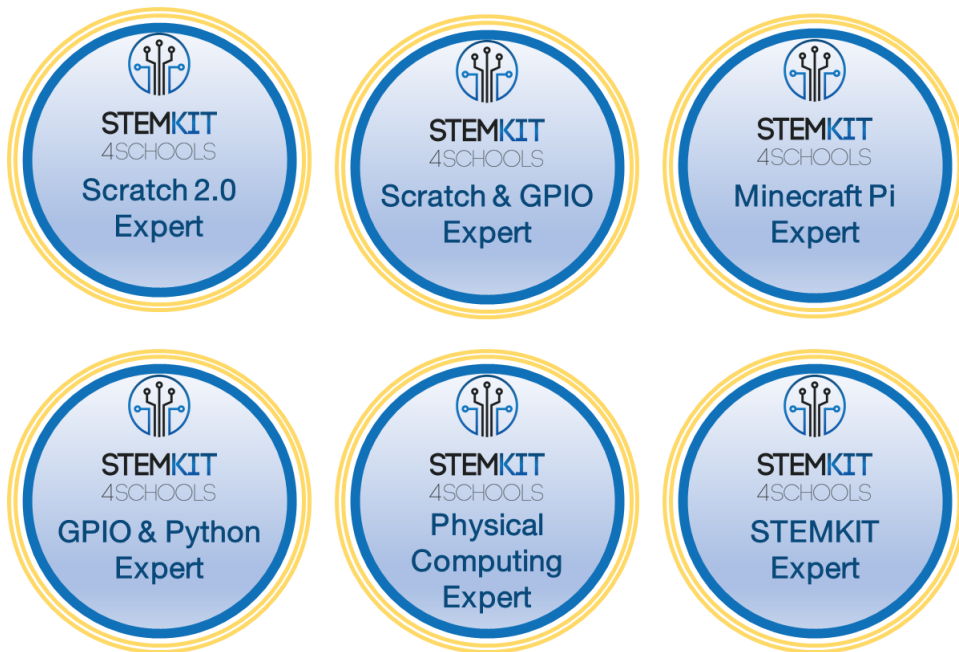 STEMKIT
4SCHOOLS
Scratch 2.0
Expert
STEMKIT
4SCHOOLS
Scratch & GPIO
Expert
STEMKIT
4SCHOOLS
Minecraft Pi
Expert
STEMKIT
4SCHOOLS
GPIO & Python
Expert
STEMKIT
4SCHOOLS
Physical
Computing
Expert
STEMKIT
4SCHOOLS
STEMKIT
Expert